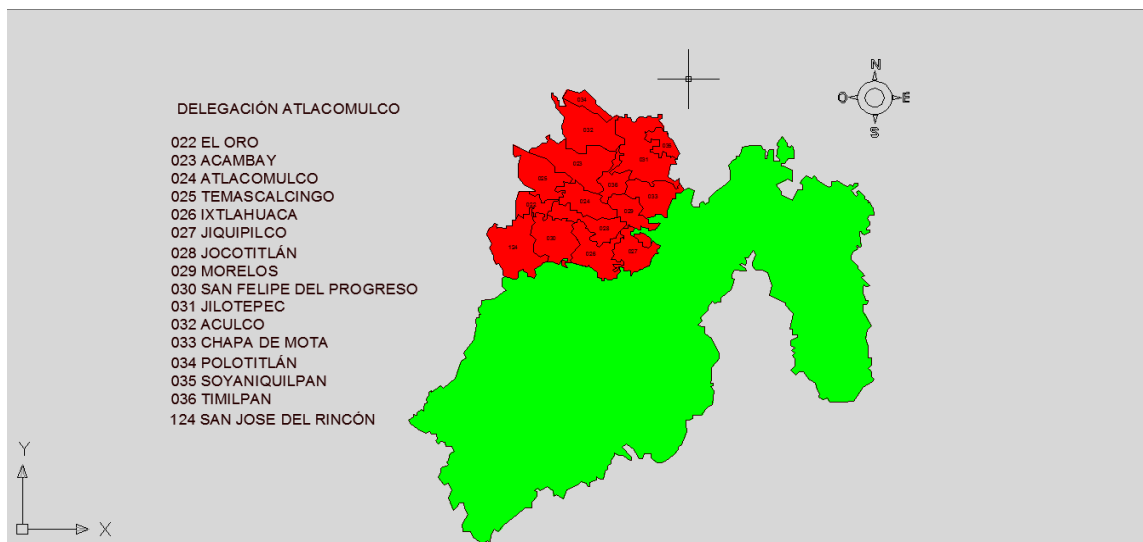 DELEGACIÓN ATLACOMULCO
022 EL ORO
023 ACAMBAY
024 ATLACOMULCO
025 TEMASCALCINGO
026 IXTLAHUACA
027 JIQUIPILCO
028 JOCOTITLÁN
029 MORELOS
030 SAN FELIPE DEL PROGRESO
031 JILOTEPEC
032 ACULCO
033 CHAPA DE MOTA
034 POLOTITLÁN
035 SOYANIQUILPAN
036 TIMILPAN
124 SAN JOSE DEL RINCÓN
N
O E
S
Y
X